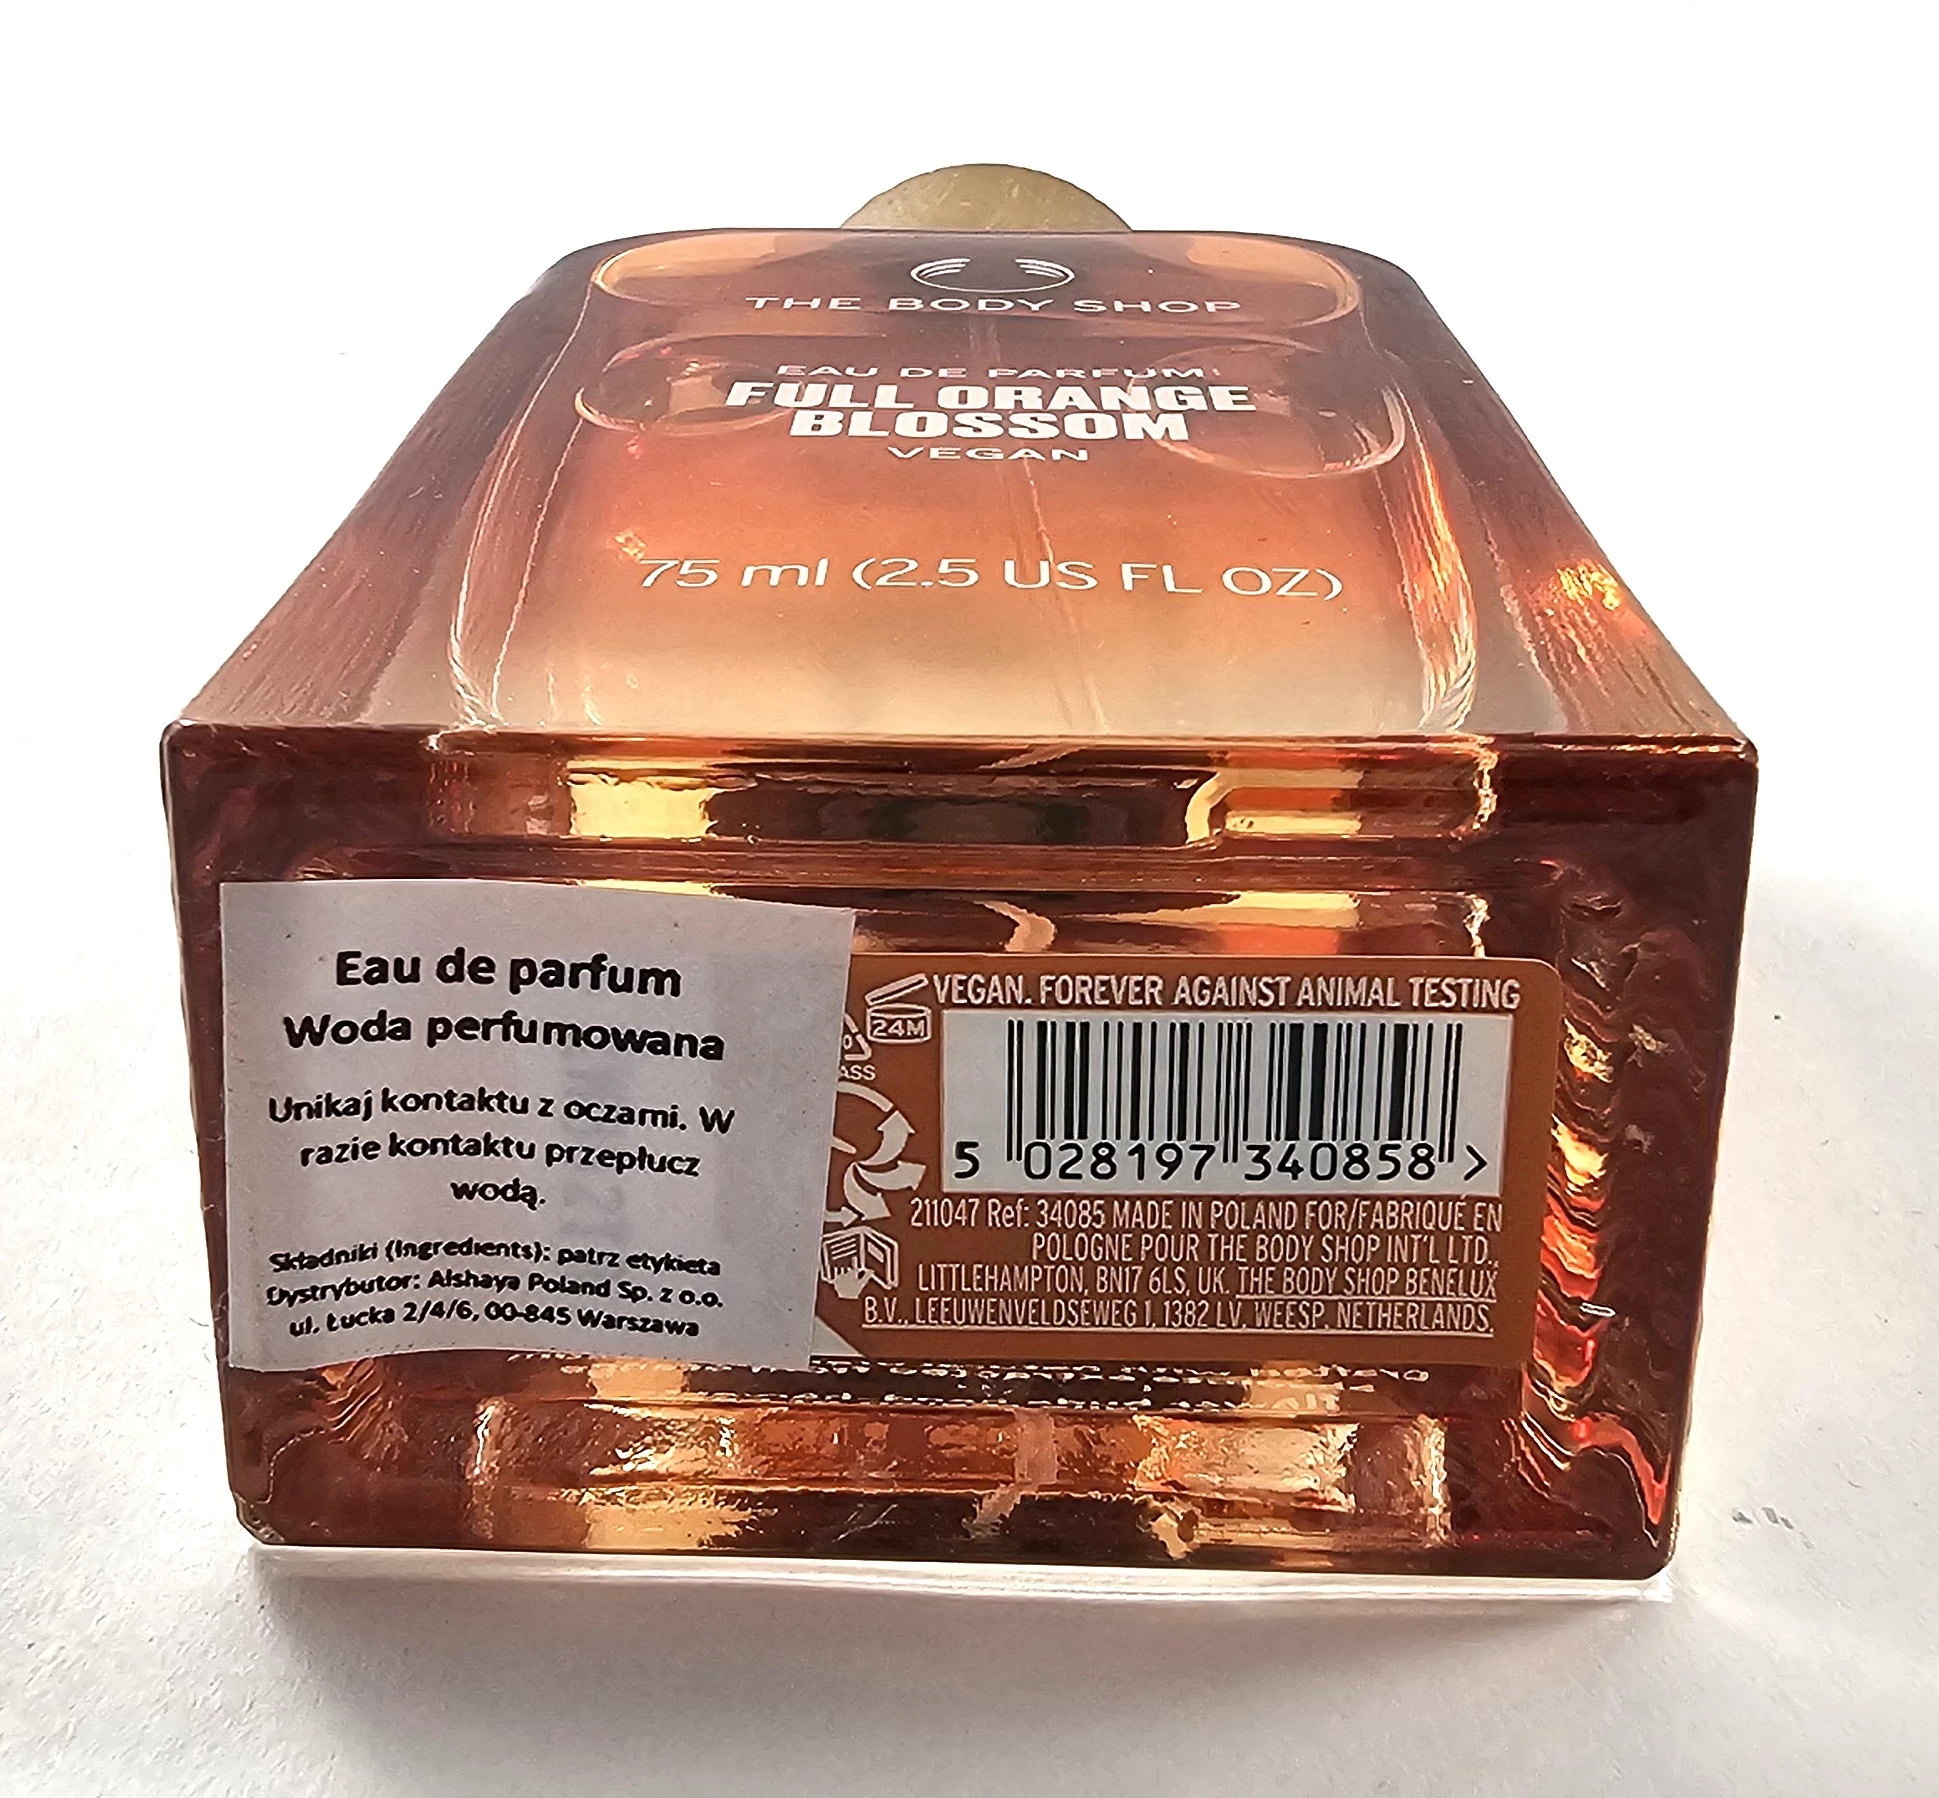 THE BODY SHOP
EAU DE PARFUM
FULL ORANGE
BLOSSOM
VEGAN
75 ml (2.5 US FL OZ)
Eau de parfum
Woda perfumowana
Unikaj kontaktu z oczami. W
razie kontaktu przepłucz
wodą.
Składniki (Ingredients): patrz etykieta
Dystrybutor: Alshaya Poland Sp. z o.o.
ul. Łucka 2/4/6, 00-845 Warszawa
VEGAN. FOREVER AGAINST ANIMAL TESTING
24M
5 028197 340858 >
211047 Ref: 34085 MADE IN POLAND FOR/FABRIQUÉ EN
POLOGNE POUR THE BODY SHOP INT'L LTD.,
LITTLEHAMPTON, BN17 6LS, UK. THE BODY SHOP BENELUX
B.V., LEEUWENVELDSEWEG 1, 1382 LV, WEESP, NETHERLANDS.